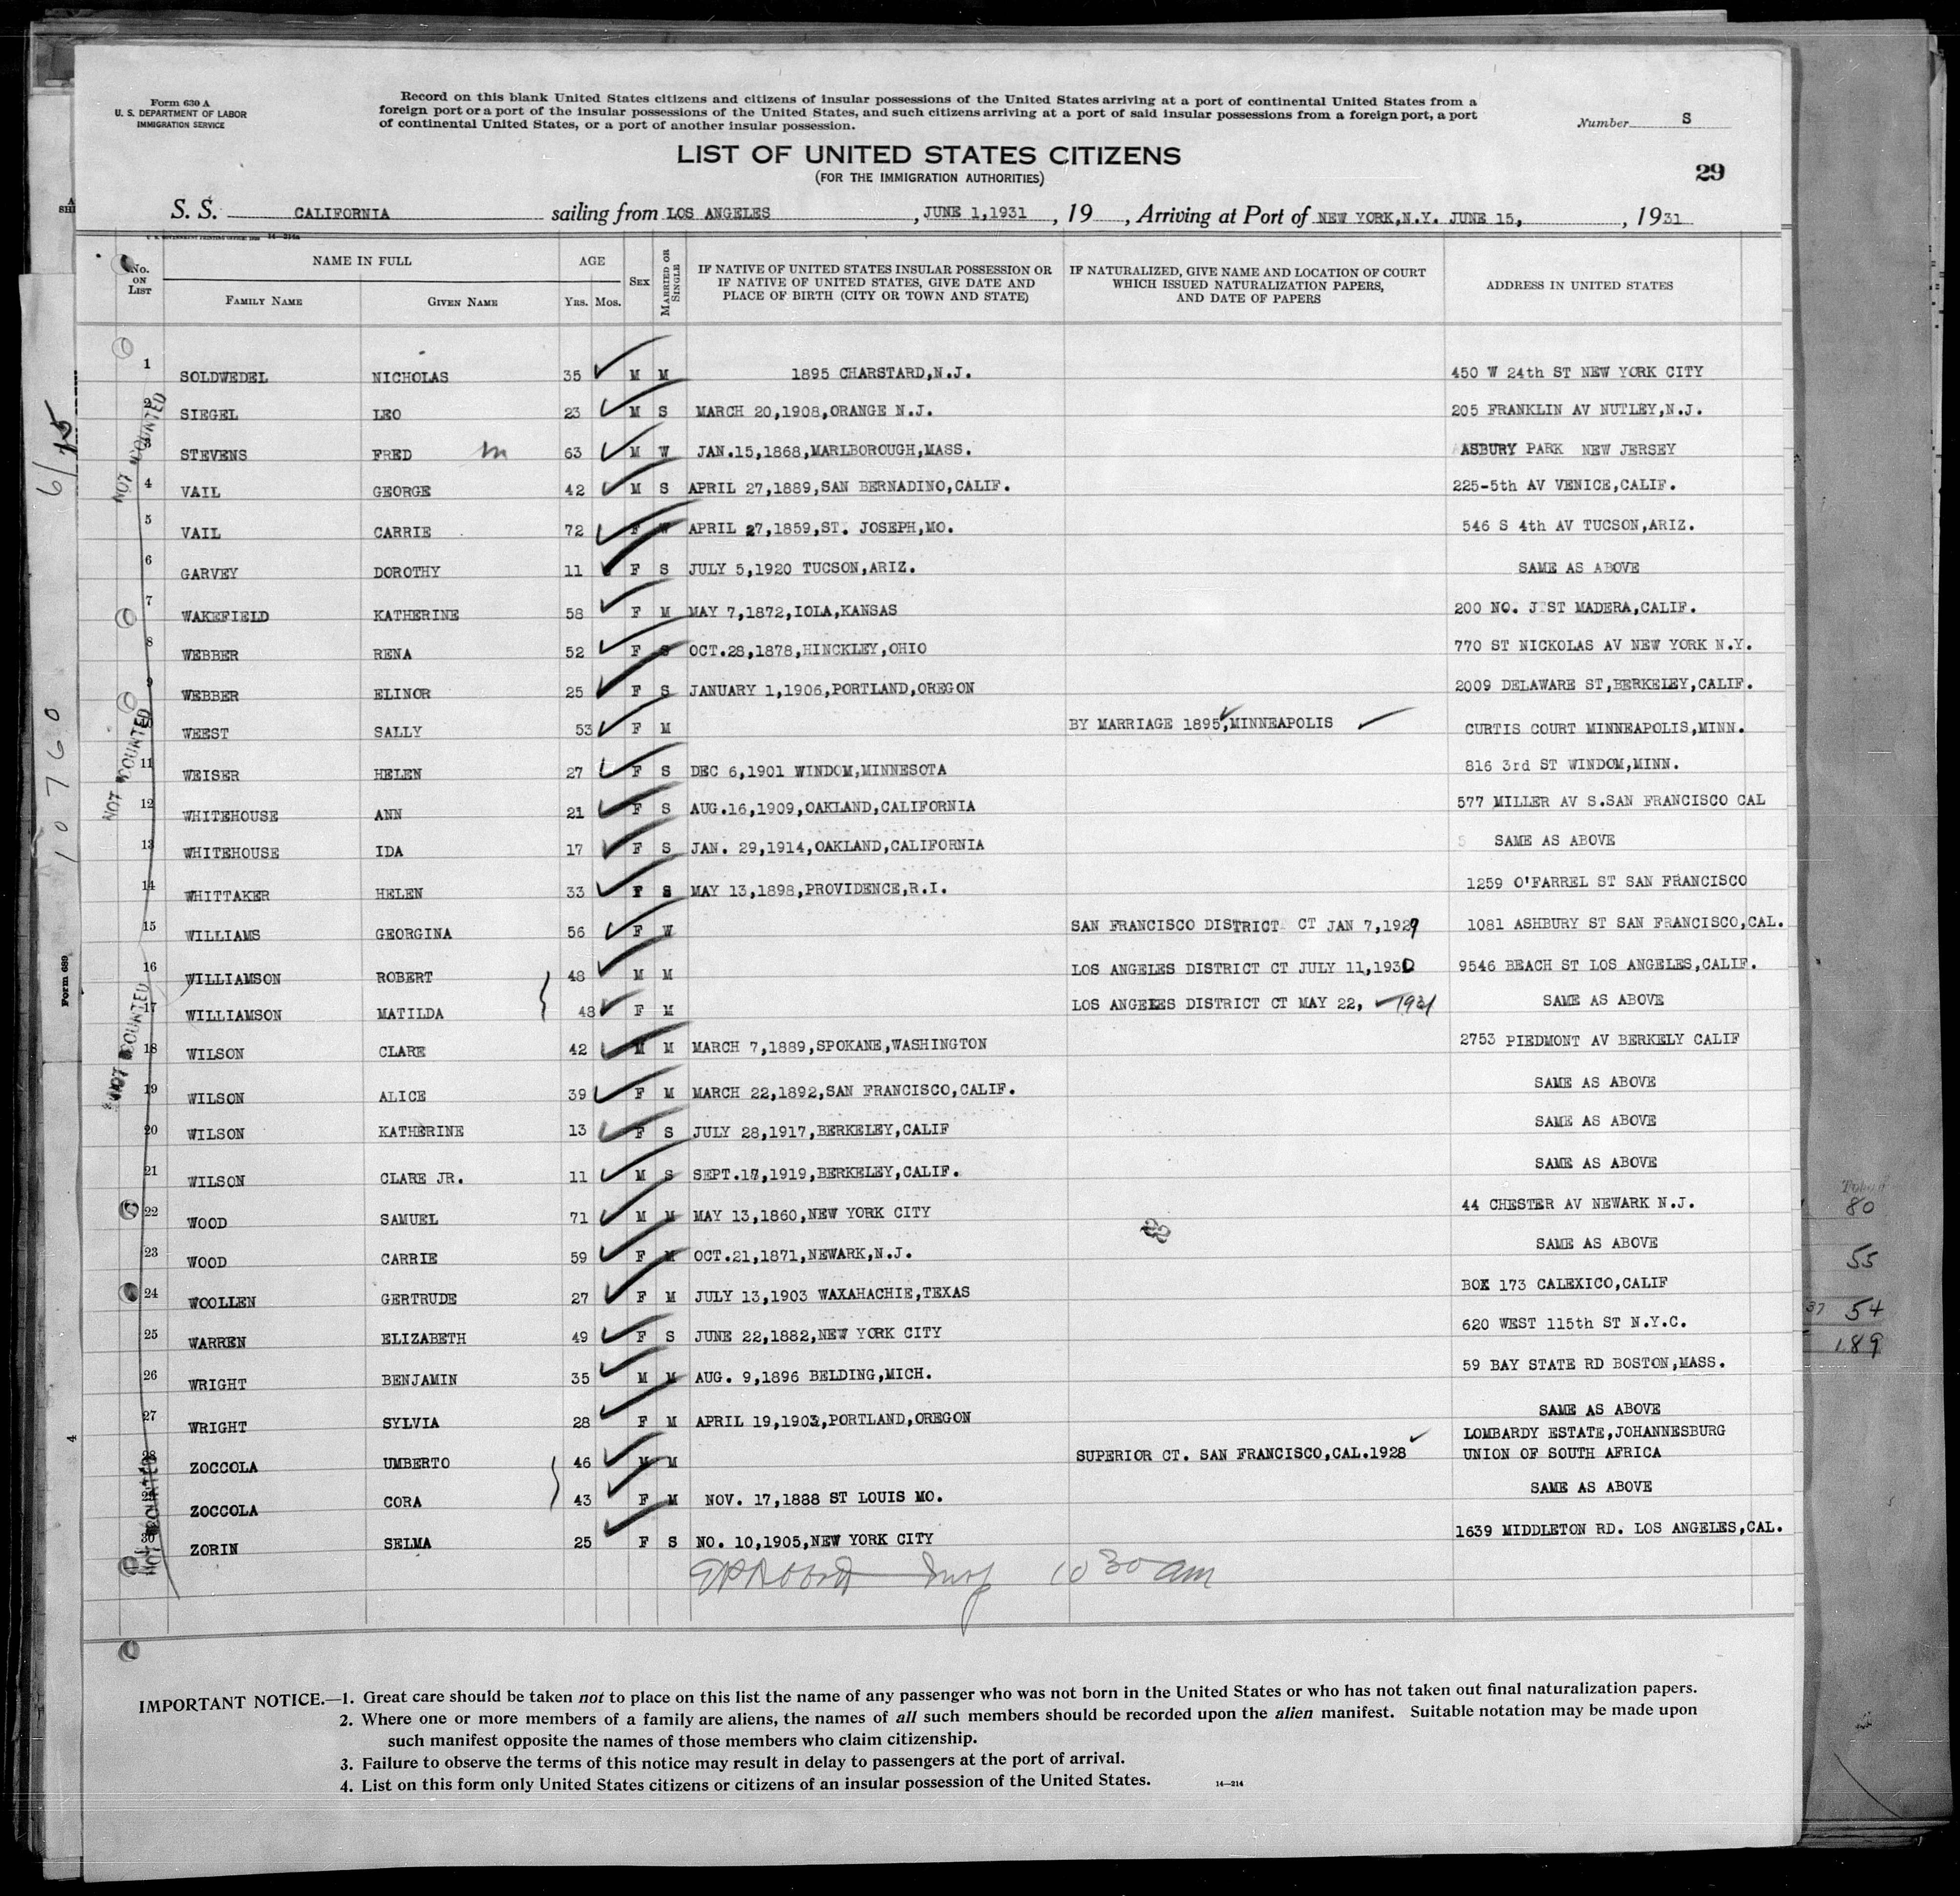 Form 630 A
U. S. DEPARTMENT OF LABOR
IMMIGRATION SERVICE
Record on this blank United States citizens and citizens of insular possessions of the United States arriving at a port of continental United States from a
foreign port or a port of the insular possessions of the United States, and such citizens arriving at a port of said insular possessions from a foreign port, a port
of continental United States, or a port of another insular possession.
Number S
LIST OF UNITED STATES CITIZENS
(FOR THE IMMIGRATION AUTHORITIES)
29
S. S. CALIFORNIA sailing from LOS ANGELES, JUNE 1,1931, 19 , Arriving at Port of NEW YORK,N.Y. JUNE 15, , 1931
No. ON LIST NAME IN FULL AGE SEX MARRIED OR SINGLE IF NATIVE OF UNITED STATES INSULAR POSSESSION OR IF NATIVE OF UNITED STATES, GIVE DATE AND PLACE OF BIRTH (CITY OR TOWN AND STATE) IF NATURALIZED, GIVE NAME AND LOCATION OF COURT WHICH ISSUED NATURALIZATION PAPERS, AND DATE OF PAPERS ADDRESS IN UNITED STATES
FAMILY NAME GIVEN NAME YRS. MOS.
1 SOLDWEDEL NICHOLAS 35 M M 1895 CHARSTARD,N.J. 450 W 24th ST NEW YORK CITY
2 SIEGEL LEO 23 M S MARCH 20,1908,ORANGE N.J. 205 FRANKLIN AV NUTLEY,N.J.
3 STEVENS FRED m 63 M W JAN.15,1868,MARLBOROUGH,MASS. ASBURY PARK NEW JERSEY
4 VAIL GEORGE 42 M S APRIL 27,1889,SAN BERNADINO,CALIF. 225-5th AV VENICE,CALIF.
5 VAIL CARRIE 72 F W APRIL 27,1859,ST. JOSEPH,MO. 546 S 4th AV TUCSON,ARIZ.
6 GARVEY DOROTHY 11 F S JULY 5,1920 TUCSON,ARIZ. SAME AS ABOVE
7 WAKEFIELD KATHERINE 58 F M MAY 7,1872,IOLA,KANSAS 200 NO. J ST MADERA,CALIF.
8 WEBBER RENA 52 F S OCT.28,1878,HINCKLEY,OHIO 770 ST NICKOLAS AV NEW YORK N.Y.
9 WEBBER ELINOR 25 F S JANUARY 1,1906,PORTLAND,OREGON 2009 DELAWARE ST,BERKELEY,CALIF.
WEEST SALLY 53 F M BY MARRIAGE 1895,MINNEAPOLIS CURTIS COURT MINNEAPOLIS,MINN.
11 WEISER HELEN 27 F S DEC 6,1901 WINDOM,MINNESOTA 816 3rd ST WINDOM,MINN.
12 WHITEHOUSE ANN 21 F S AUG.16,1909,OAKLAND,CALIFORNIA 577 MILLER AV S.SAN FRANCISCO CAL
13 WHITEHOUSE IDA 17 F S JAN. 29,1914,OAKLAND,CALIFORNIA SAME AS ABOVE
14 WHITTAKER HELEN 33 F S MAY 13,1898,PROVIDENCE,R.I. 1259 O'FARREL ST SAN FRANCISCO
15 WILLIAMS GEORGINA 56 F W SAN FRANCISCO DISTRICT CT JAN 7,1929 1081 ASHBURY ST SAN FRANCISCO,CAL.
16 WILLIAMSON ROBERT 48 M M LOS ANGELES DISTRICT CT JULY 11,1930 9546 BEACH ST LOS ANGELES,CALIF.
17 WILLIAMSON MATILDA 48 F M LOS ANGELES DISTRICT CT MAY 22, 1931 SAME AS ABOVE
18 WILSON CLARE 42 M M MARCH 7,1889,SPOKANE,WASHINGTON 2753 PIEDMONT AV BERKELY CALIF
19 WILSON ALICE 39 F M MARCH 22,1892,SAN FRANCISCO,CALIF. SAME AS ABOVE
20 WILSON KATHERINE 13 F S JULY 28,1917,BERKELEY,CALIF SAME AS ABOVE
21 WILSON CLARE JR. 11 M S SEPT.17,1919,BERKELEY,CALIF. SAME AS ABOVE
22 WOOD SAMUEL 71 M M MAY 13,1860,NEW YORK CITY 44 CHESTER AV NEWARK N.J.
23 WOOD CARRIE 59 F M OCT.21,1871,NEWARK,N.J. SAME AS ABOVE
24 WOOLLEN GERTRUDE 27 F M JULY 13,1903 WAXAHACHIE,TEXAS BOX 173 CALEXICO,CALIF
25 WARREN ELIZABETH 49 F S JUNE 22,1882,NEW YORK CITY 620 WEST 115th ST N.Y.C.
26 WRIGHT BENJAMIN 35 M M AUG. 9,1896 BELDING,MICH. 59 BAY STATE RD BOSTON,MASS.
27 WRIGHT SYLVIA 28 F M APRIL 19,1903,PORTLAND,OREGON SAME AS ABOVE
28 ZOCCOLA UMBERTO 46 M M SUPERIOR CT. SAN FRANCISCO,CAL.1928 LOMBARDY ESTATE,JOHANNESBURG UNION OF SOUTH AFRICA
29 ZOCCOLA CORA 43 F M NOV. 17,1888 ST LOUIS MO. SAME AS ABOVE
30 ZORIN SELMA 25 F S NO. 10,1905,NEW YORK CITY 1639 MIDDLETON RD. LOS ANGELES,CAL.
Insp 10 30 am
NOT COUNTED
NOT COUNTED
NOT COUNTED
NOT COUNTED
6/15
10760
Form 689
4
80
55
37 54
189
IMPORTANT NOTICE.—1. Great care should be taken not to place on this list the name of any passenger who was not born in the United States or who has not taken out final naturalization papers.
2. Where one or more members of a family are aliens, the names of all such members should be recorded upon the alien manifest. Suitable notation may be made upon
such manifest opposite the names of those members who claim citizenship.
3. Failure to observe the terms of this notice may result in delay to passengers at the port of arrival.
4. List on this form only United States citizens or citizens of an insular possession of the United States.
14—214